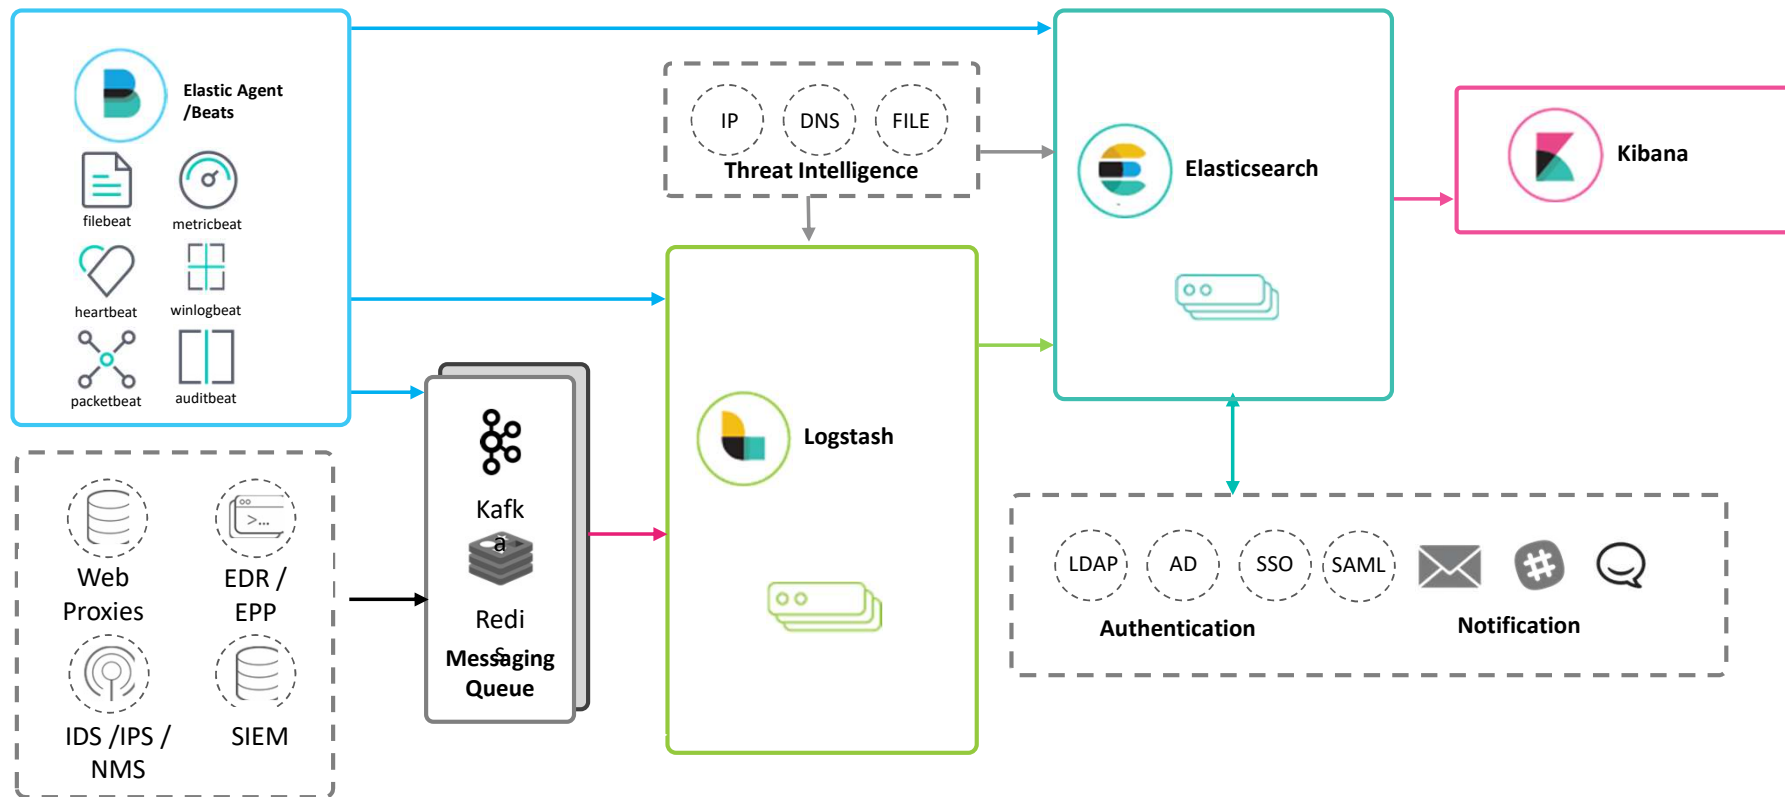 Elastic Agent
/Beats
filebeat
metricbeat
heartbeat
winlogbeat
packetbeat
auditbeat
Web
Proxies
EDR /
EPP
>...
IDS /IPS /
NMS
SIEM
Kafk
a
Redi
s
Messaging
Queue
IP
DNS
FILE
Threat Intelligence
Logstash
Elasticsearch
Kibana
LDAP
AD
SSO
SAML
Authentication
Notification